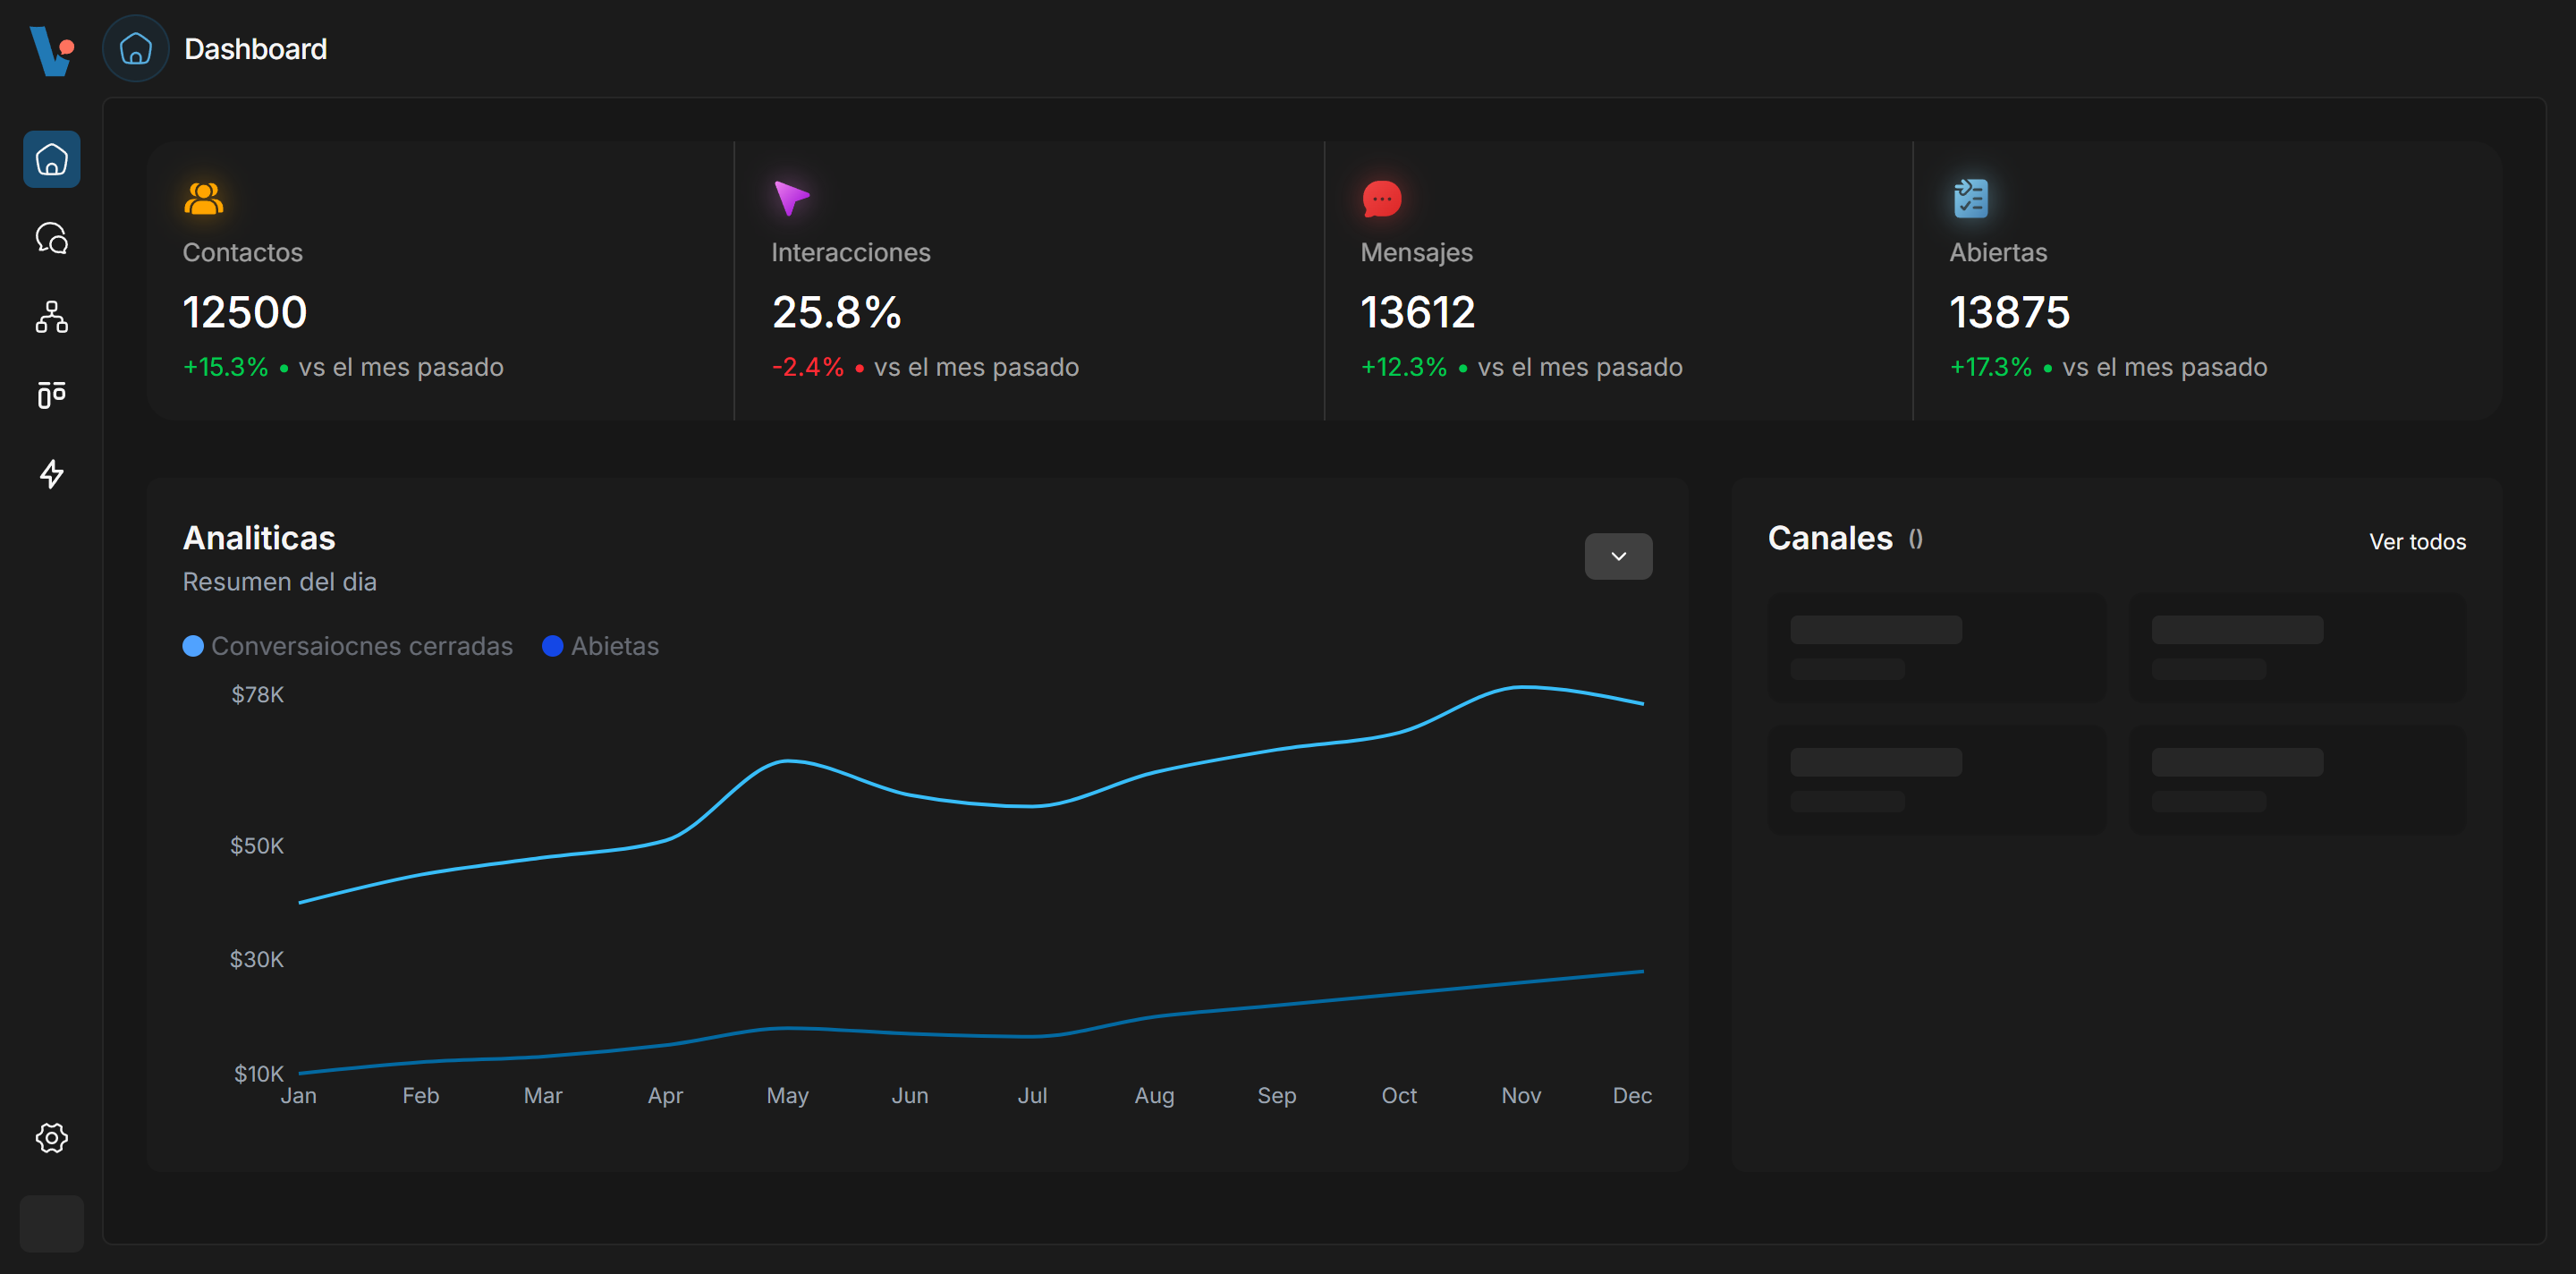 Dashboard
Contactos
12500
+15.3% • vs el mes pasado
Interacciones
25.8%
-2.4% • vs el mes pasado
Mensajes
13612
+12.3% • vs el mes pasado
Abiertas
13875
+17.3% • vs el mes pasado
Analiticas
Resumen del dia
Conversaiocnes cerradas Abietas
$78K
$50K
$30K
$10K
Jan Feb Mar Apr May Jun Jul Aug Sep Oct Nov Dec
Canales ()
Ver todos